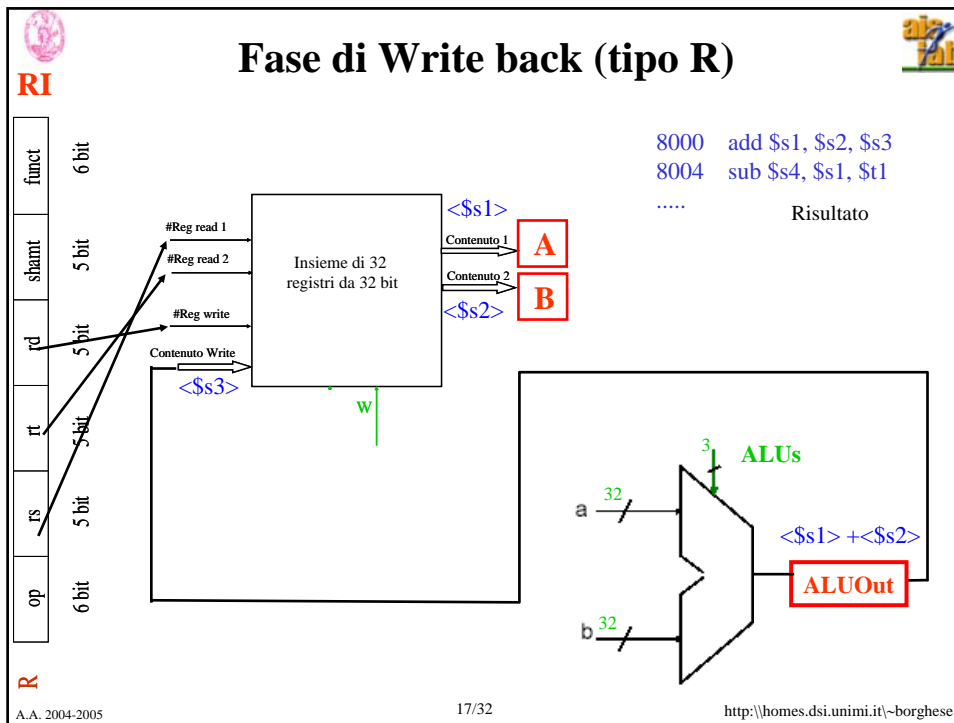 Fase di Write back (tipo R)
RI
8000 add $s1, $s2, $s3
8004 sub $s4, $s1, $t1
.....
Risultato
funct 6 bit
shamt 5 bit
rd 5 bit
rt 5 bit
rs 5 bit
op 6 bit
R
#Reg read 1
#Reg read 2
#Reg write
Contenuto Write
<$s3>
Insieme di 32
registri da 32 bit
w
<$s1>
Contenuto 1
A
Contenuto 2
B
<$s2>
3
ALUs
a
32
b
32
<$s1> +<$s2>
ALUOut
A.A. 2004-2005
17/32
http:\\homes.dsi.unimi.it\~borghese